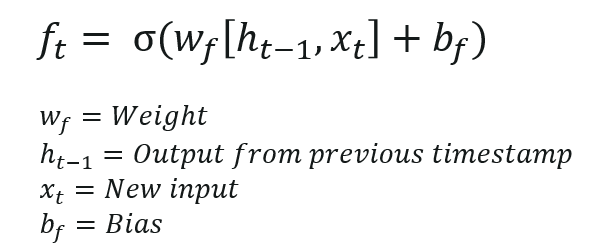 fₜ = σ(w_f[hₜ₋₁, xₜ] + b_f)
w_f = Weight
hₜ₋₁ = Output from previous timestamp
xₜ = New input
b_f = Bias